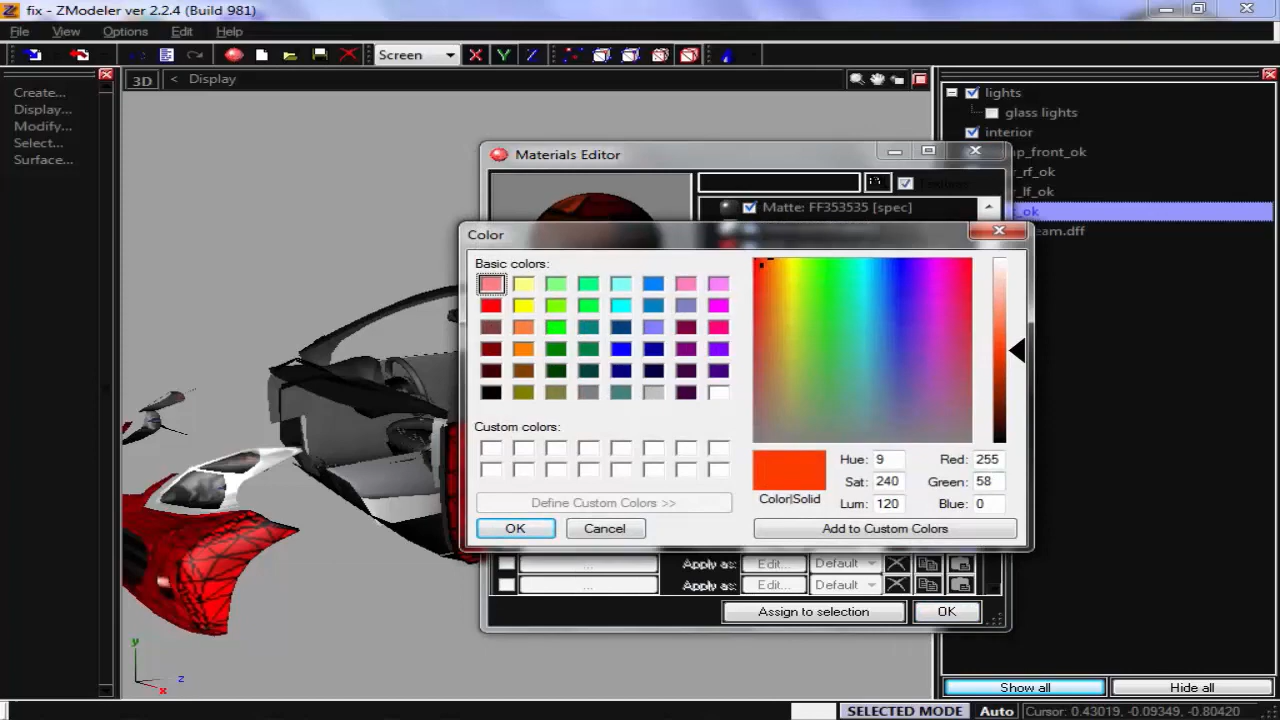 fix - ZModeler ver 2.2.4 (Build 981)
File View Options Edit Help
Screen X Y Z
3D < Display
Create...
Display...
Modify...
Select...
Surface...
lights
glass lights
interior
p_front_ok
_rf_ok
_lf_ok
_ok
eam.dff
Materials Editor
Matte: FF353535 [spec]
Color
Basic colors:
Custom colors:
Define Custom Colors >>
OK Cancel
Hue: 9 Red: 255
Sat: 240 Green: 58
Color|Solid
Lum: 120 Blue: 0
Add to Custom Colors
... Apply as: Edit... Default
... Apply as: Edit... Default
Assign to selection OK
y
z
x
Show all Hide all
SELECTED MODE Auto Cursor: 0.43019, -0.09349, -0.80420